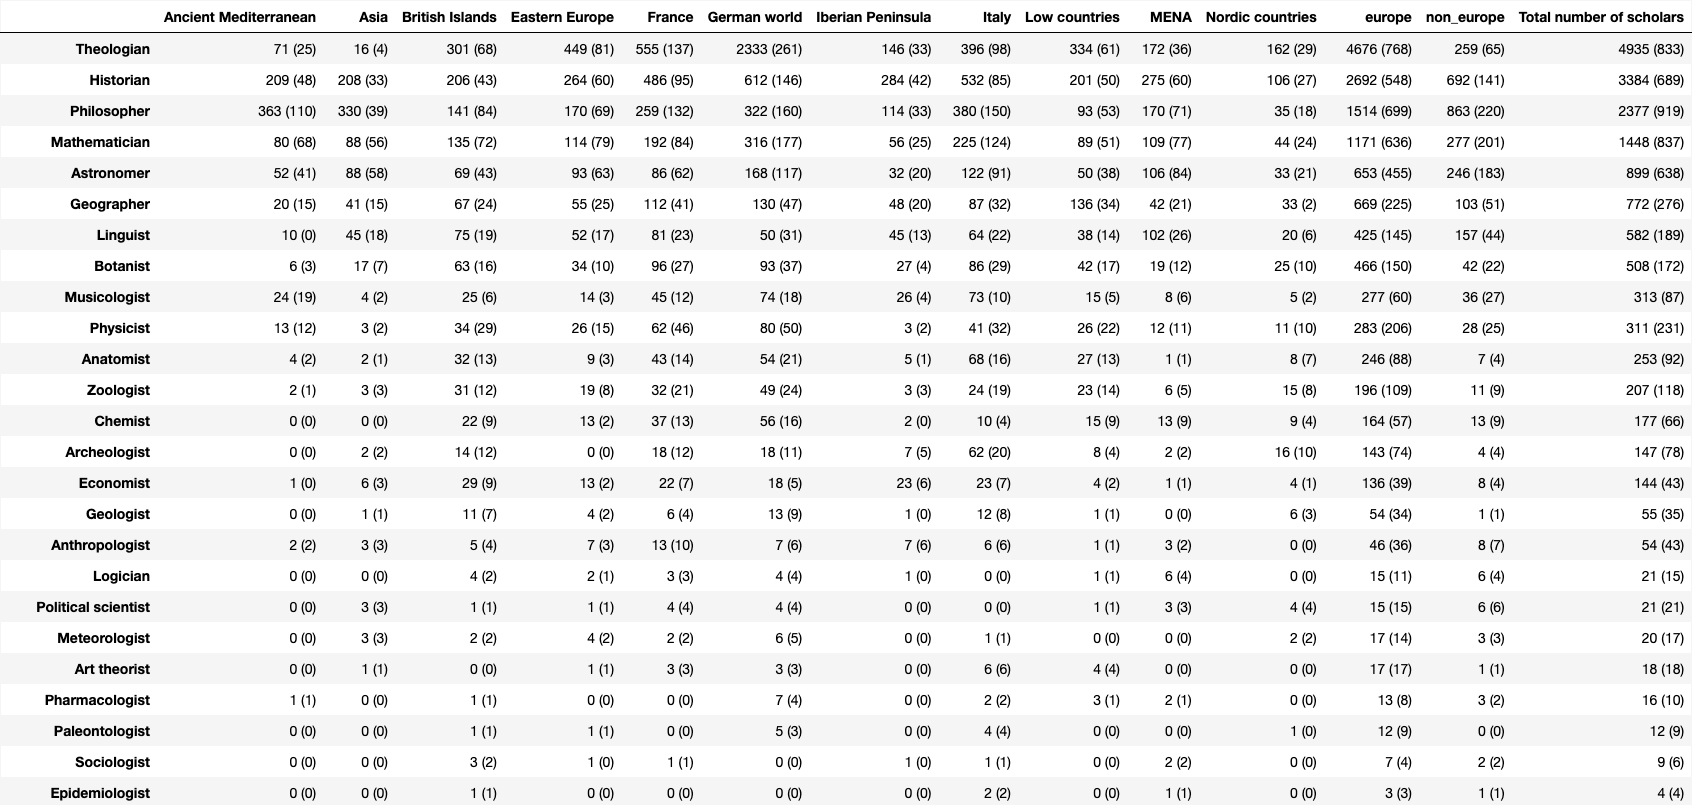 Ancient Mediterranean Asia British Islands Eastern Europe France German world Iberian Peninsula Italy Low countries MENA Nordic countries europe non_europe Total number of scholars
Theologian 71 (25) 16 (4) 301 (68) 449 (81) 555 (137) 2333 (261) 146 (33) 396 (98) 334 (61) 172 (36) 162 (29) 4676 (768) 259 (65) 4935 (833)
Historian 209 (48) 208 (33) 206 (43) 264 (60) 486 (95) 612 (146) 284 (42) 532 (85) 201 (50) 275 (60) 106 (27) 2692 (548) 692 (141) 3384 (689)
Philosopher 363 (110) 330 (39) 141 (84) 170 (69) 259 (132) 322 (160) 114 (33) 380 (150) 93 (53) 170 (71) 35 (18) 1514 (699) 863 (220) 2377 (919)
Mathematician 80 (68) 88 (56) 135 (72) 114 (79) 192 (84) 316 (177) 56 (25) 225 (124) 89 (51) 109 (77) 44 (24) 1171 (636) 277 (201) 1448 (837)
Astronomer 52 (41) 88 (58) 69 (43) 93 (63) 86 (62) 168 (117) 32 (20) 122 (91) 50 (38) 106 (84) 33 (21) 653 (455) 246 (183) 899 (638)
Geographer 20 (15) 41 (15) 67 (24) 55 (25) 112 (41) 130 (47) 48 (20) 87 (32) 136 (34) 42 (21) 33 (2) 669 (225) 103 (51) 772 (276)
Linguist 10 (0) 45 (18) 75 (19) 52 (17) 81 (23) 50 (31) 45 (13) 64 (22) 38 (14) 102 (26) 20 (6) 425 (145) 157 (44) 582 (189)
Botanist 6 (3) 17 (7) 63 (16) 34 (10) 96 (27) 93 (37) 27 (4) 86 (29) 42 (17) 19 (12) 25 (10) 466 (150) 42 (22) 508 (172)
Musicologist 24 (19) 4 (2) 25 (6) 14 (3) 45 (12) 74 (18) 26 (4) 73 (10) 15 (5) 8 (6) 5 (2) 277 (60) 36 (27) 313 (87)
Physicist 13 (12) 3 (2) 34 (29) 26 (15) 62 (46) 80 (50) 3 (2) 41 (32) 26 (22) 12 (11) 11 (10) 283 (206) 28 (25) 311 (231)
Anatomist 4 (2) 2 (1) 32 (13) 9 (3) 43 (14) 54 (21) 5 (1) 68 (16) 27 (13) 1 (1) 8 (7) 246 (88) 7 (4) 253 (92)
Zoologist 2 (1) 3 (3) 31 (12) 19 (8) 32 (21) 49 (24) 3 (3) 24 (19) 23 (14) 6 (5) 15 (8) 196 (109) 11 (9) 207 (118)
Chemist 0 (0) 0 (0) 22 (9) 13 (2) 37 (13) 56 (16) 2 (0) 10 (4) 15 (9) 13 (9) 9 (4) 164 (57) 13 (9) 177 (66)
Archeologist 0 (0) 2 (2) 14 (12) 0 (0) 18 (12) 18 (11) 7 (5) 62 (20) 8 (4) 2 (2) 16 (10) 143 (74) 4 (4) 147 (78)
Economist 1 (0) 6 (3) 29 (9) 13 (2) 22 (7) 18 (5) 23 (6) 23 (7) 4 (2) 1 (1) 4 (1) 136 (39) 8 (4) 144 (43)
Geologist 0 (0) 1 (1) 11 (7) 4 (2) 6 (4) 13 (9) 1 (0) 12 (8) 1 (1) 0 (0) 6 (3) 54 (34) 1 (1) 55 (35)
Anthropologist 2 (2) 3 (3) 5 (4) 7 (3) 13 (10) 7 (6) 7 (6) 6 (6) 1 (1) 3 (2) 0 (0) 46 (36) 8 (7) 54 (43)
Logician 0 (0) 0 (0) 4 (2) 2 (1) 3 (3) 4 (4) 1 (0) 0 (0) 1 (1) 6 (4) 0 (0) 15 (11) 6 (4) 21 (15)
Political scientist 0 (0) 3 (3) 1 (1) 1 (1) 4 (4) 4 (4) 0 (0) 0 (0) 1 (1) 3 (3) 4 (4) 15 (15) 6 (6) 21 (21)
Meteorologist 0 (0) 3 (3) 2 (2) 4 (2) 2 (2) 6 (5) 0 (0) 1 (1) 0 (0) 0 (0) 2 (2) 17 (14) 3 (3) 20 (17)
Art theorist 0 (0) 1 (1) 0 (0) 1 (1) 3 (3) 3 (3) 0 (0) 6 (6) 4 (4) 0 (0) 0 (0) 17 (17) 1 (1) 18 (18)
Pharmacologist 1 (1) 0 (0) 1 (1) 0 (0) 0 (0) 7 (4) 0 (0) 2 (2) 3 (1) 2 (1) 0 (0) 13 (8) 3 (2) 16 (10)
Paleontologist 0 (0) 0 (0) 1 (1) 1 (1) 0 (0) 5 (3) 0 (0) 4 (4) 0 (0) 0 (0) 1 (0) 12 (9) 0 (0) 12 (9)
Sociologist 0 (0) 0 (0) 3 (2) 1 (0) 1 (1) 0 (0) 1 (0) 1 (1) 0 (0) 2 (2) 0 (0) 7 (4) 2 (2) 9 (6)
Epidemiologist 0 (0) 0 (0) 1 (1) 0 (0) 0 (0) 0 (0) 0 (0) 2 (2) 0 (0) 1 (1) 0 (0) 3 (3) 1 (1) 4 (4)